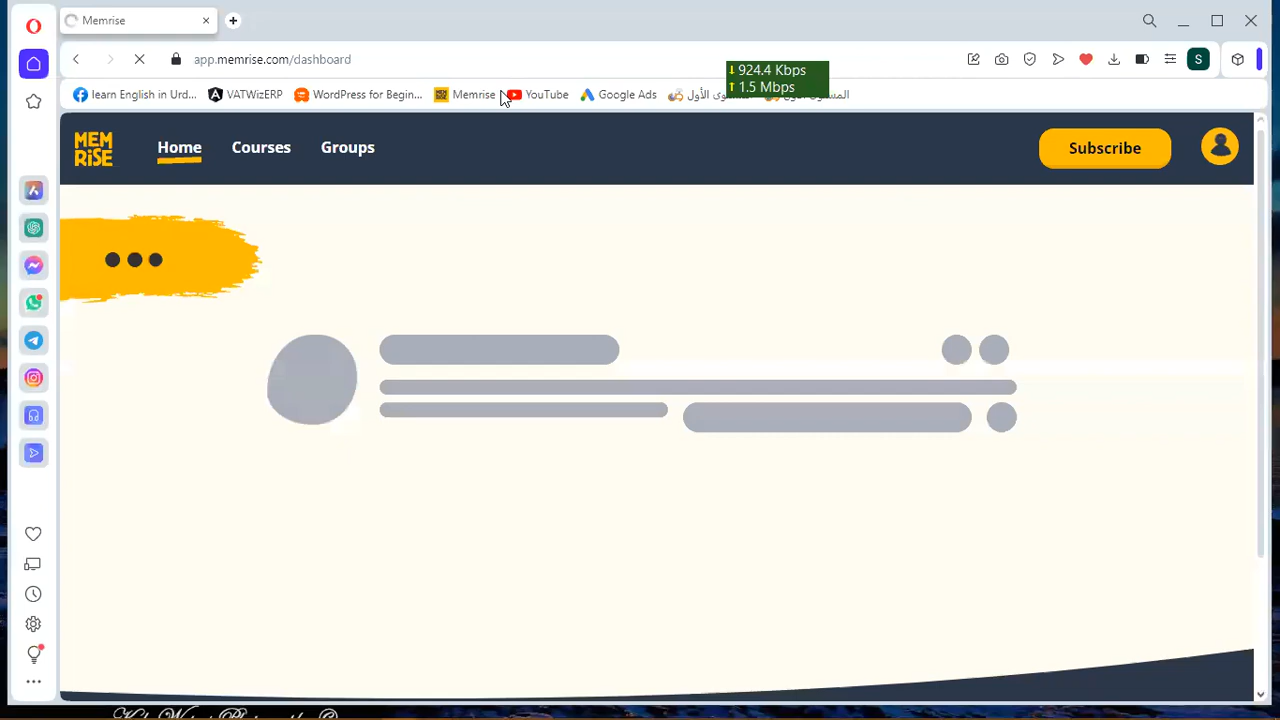 Memrise
app.memrise.com/dashboard
924.4 Kbps
1.5 Mbps
S
learn English in Urd...
VATWizERP
WordPress for Begin...
Memrise
YouTube
Google Ads
MEM
RiSE
Home
Courses
Groups
Subscribe